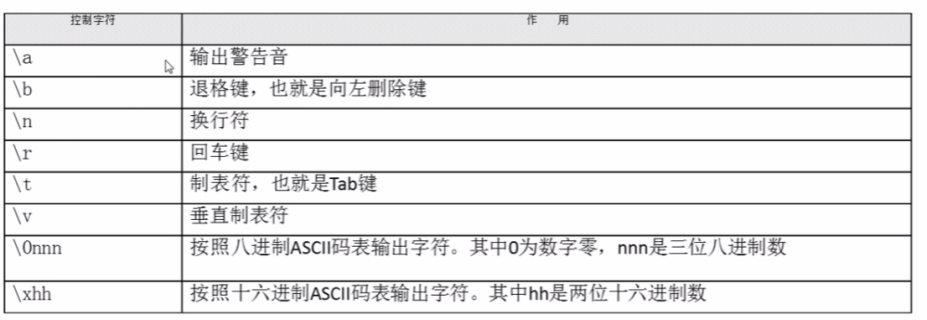 控制字符 作 用
\a 输出警告音
\b 退格键，也就是向左删除键
\n 换行符
\r 回车键
\t 制表符，也就是Tab键
\v 垂直制表符
\0nnn 按照八进制ASCII码表输出字符。其中0为数字零，nnn是三位八进制数
\xhh 按照十六进制ASCII码表输出字符。其中hh是两位十六进制数